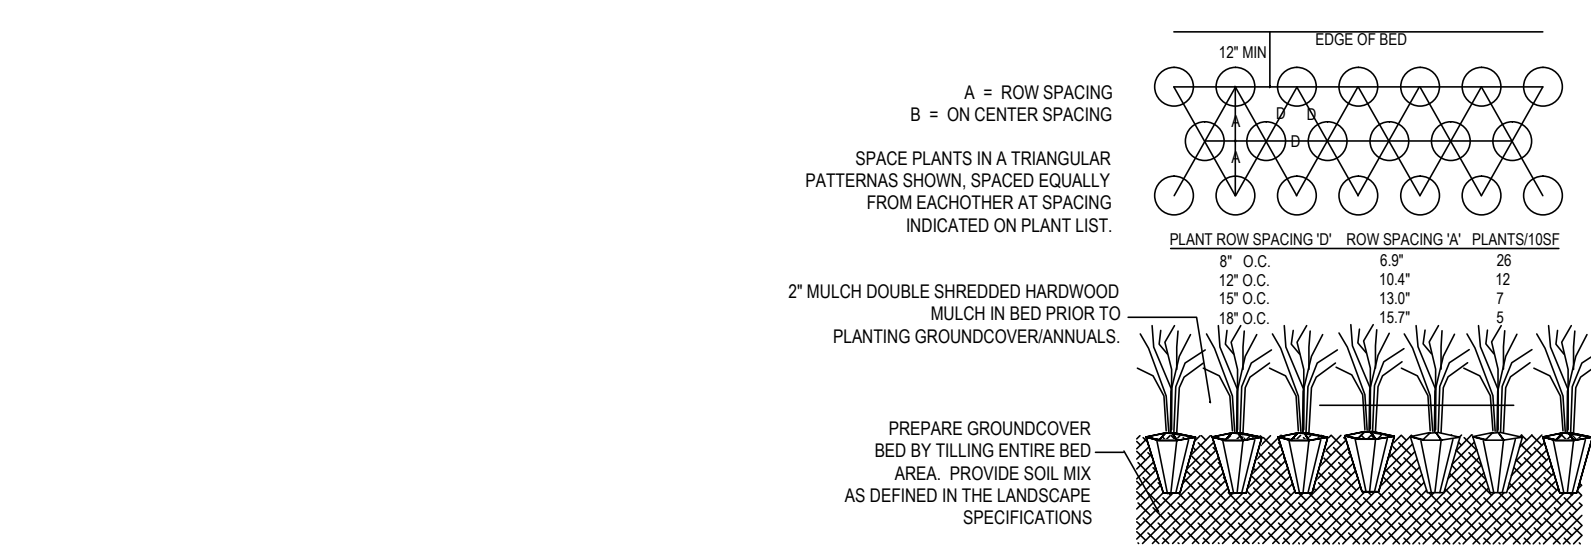 EDGE OF BED
12" MIN
A = ROW SPACING
B = ON CENTER SPACING
D D
A
D
A
SPACE PLANTS IN A TRIANGULAR
PATTERNAS SHOWN, SPACED EQUALLY
FROM EACHOTHER AT SPACING
INDICATED ON PLANT LIST.
PLANT ROW SPACING 'D' ROW SPACING 'A' PLANTS/10SF
8" O.C. 6.9" 26
12" O.C. 10.4" 12
15" O.C. 13.0" 7
18" O.C. 15.7" 5
2" MULCH DOUBLE SHREDDED HARDWOOD
MULCH IN BED PRIOR TO
PLANTING GROUNDCOVER/ANNUALS.
PREPARE GROUNDCOVER
BED BY TILLING ENTIRE BED
AREA. PROVIDE SOIL MIX
AS DEFINED IN THE LANDSCAPE
SPECIFICATIONS